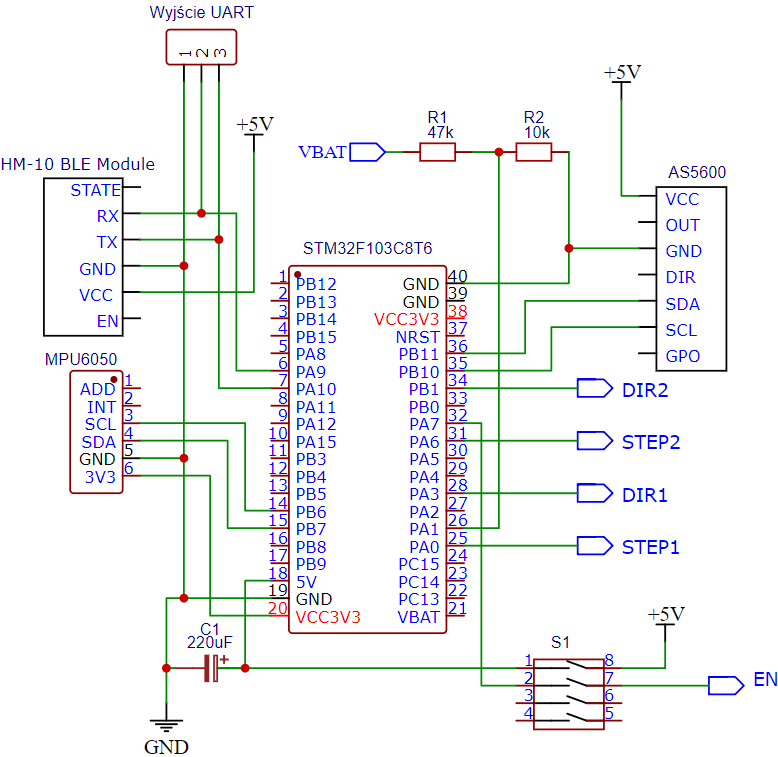 Wyjście UART
1 2 3
+5V
HM-10 BLE Module
STATE
RX
TX
GND
VCC
EN
MPU6050
ADD 1
INT 2
SCL 3
SDA 4
GND 5
3V3 6
VBAT
R1
47k
R2
10k
+5V
AS5600
VCC
OUT
GND
DIR
SDA
SCL
GPO
STM32F103C8T6
1 PB12 GND 40
2 PB13 GND 39
3 PB14 VCC3V3 38
4 PB15 NRST 37
5 PA8 PB11 36
6 PA9 PB10 35
7 PA10 PB1 34
8 PA11 PB0 33
9 PA12 PA7 32
10 PA15 PA6 31
11 PB3 PA5 30
12 PB4 PA4 29
13 PB5 PA3 28
14 PB6 PA2 27
15 PB7 PA1 26
16 PB8 PA0 25
17 PB9 PC15 24
18 5V PC14 23
19 GND PC13 22
20 VCC3V3 VBAT 21
DIR2
STEP2
DIR1
STEP1
C1
220uF
+
GND
+5V
S1
1 8
2 7
3 6
4 5
EN